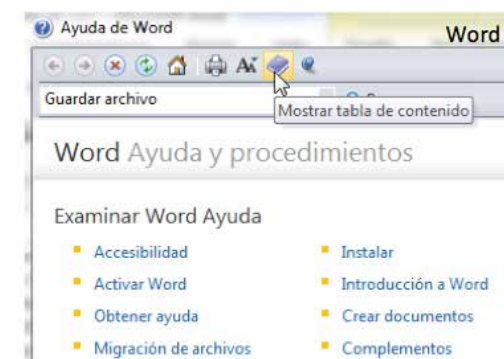 Ayuda de Word
Word
Guardar archivo
Mostrar tabla de contenido
Word Ayuda y procedimientos
Examinar Word Ayuda
Accesibilidad
Instalar
Activar Word
Introducción a Word
Obtener ayuda
Crear documentos
Migración de archivos
Complementos